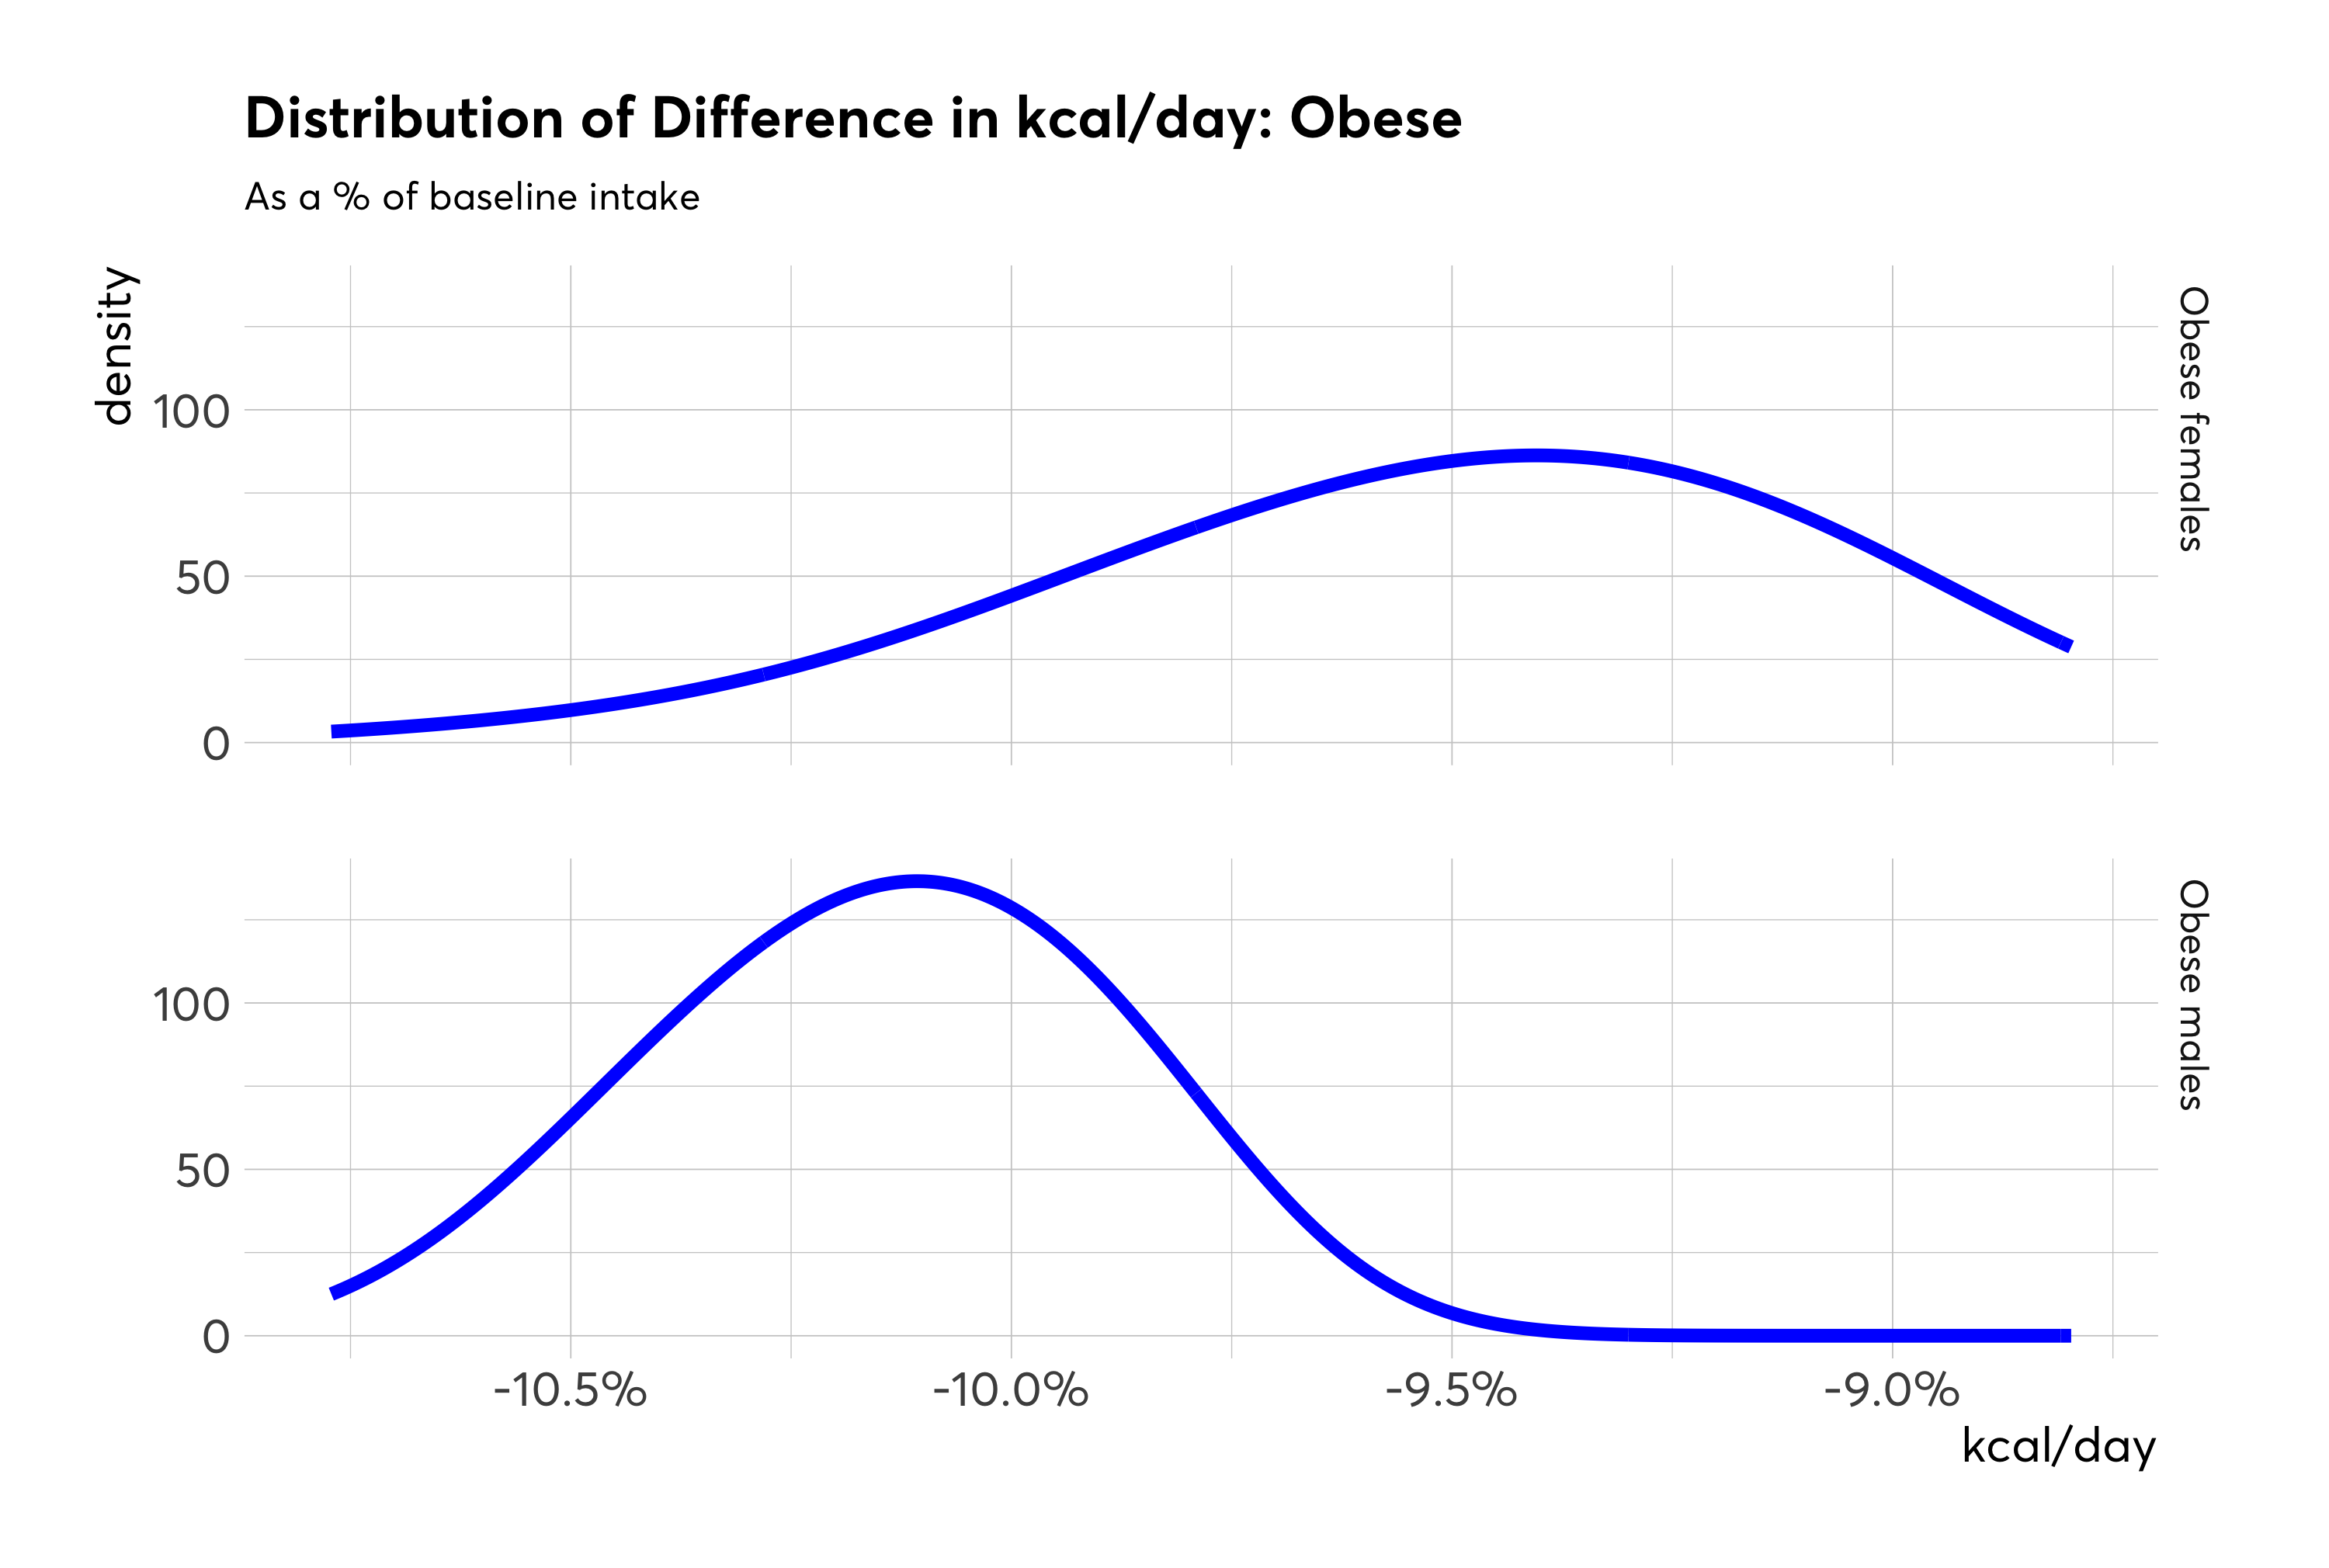 Distribution of Difference in kcal/day: Obese
As a % of baseline intake
density
100
50
0
Obese females
100
50
0
Obese males
-10.5% -10.0% -9.5% -9.0%
kcal/day